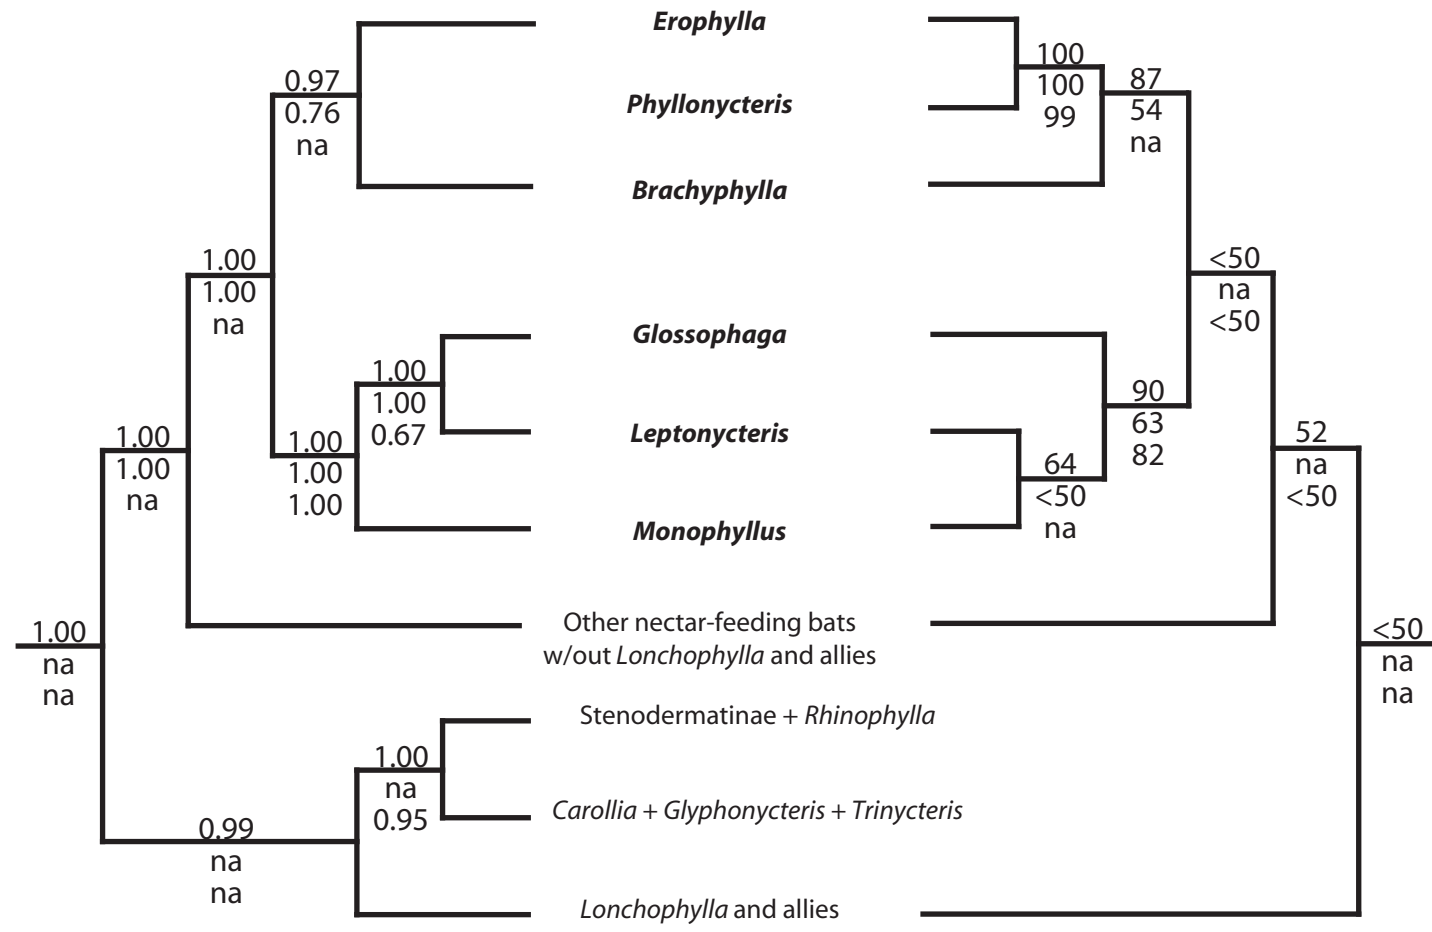 Erophylla
0.97
0.76
na
100
100
99
87
54
na
Phyllonycteris
Brachyphylla
1.00
1.00
na
<50
na
<50
Glossophaga
1.00
1.00
0.67
90
63
82
Leptonycteris
1.00
1.00
na
1.00
1.00
1.00
64
<50
na
52
na
<50
Monophyllus
1.00
na
na
Other nectar-feeding bats
w/out Lonchophylla and allies
<50
na
na
Stenodermatinae + Rhinophylla
1.00
na
0.95
Carollia + Glyphonycteris + Trinycteris
0.99
na
na
Lonchophylla and allies